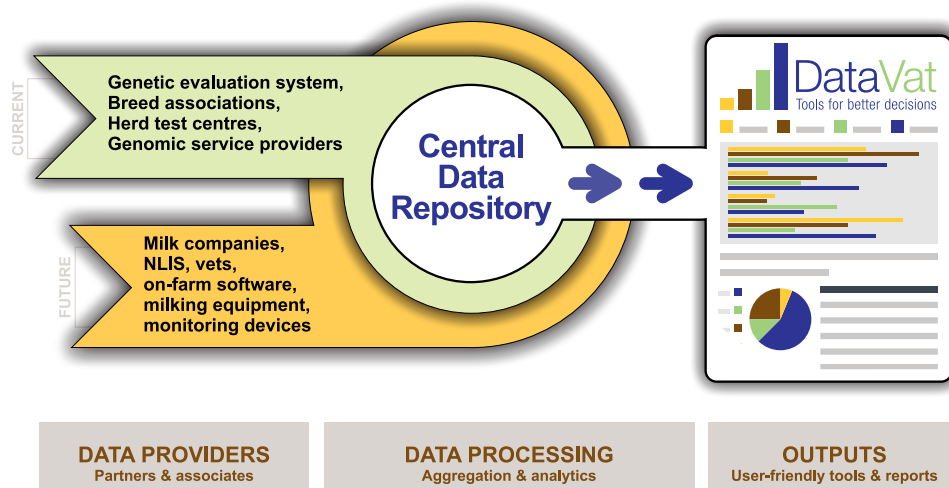 CURRENT
Genetic evaluation system,
Breed associations,
Herd test centres,
Genomic service providers
FUTURE
Milk companies,
NLIS, vets,
on-farm software,
milking equipment,
monitoring devices
Central
Data
Repository
DataVat
Tools for better decisions
DATA PROVIDERS
Partners & associates
DATA PROCESSING
Aggregation & analytics
OUTPUTS
User-friendly tools & reports